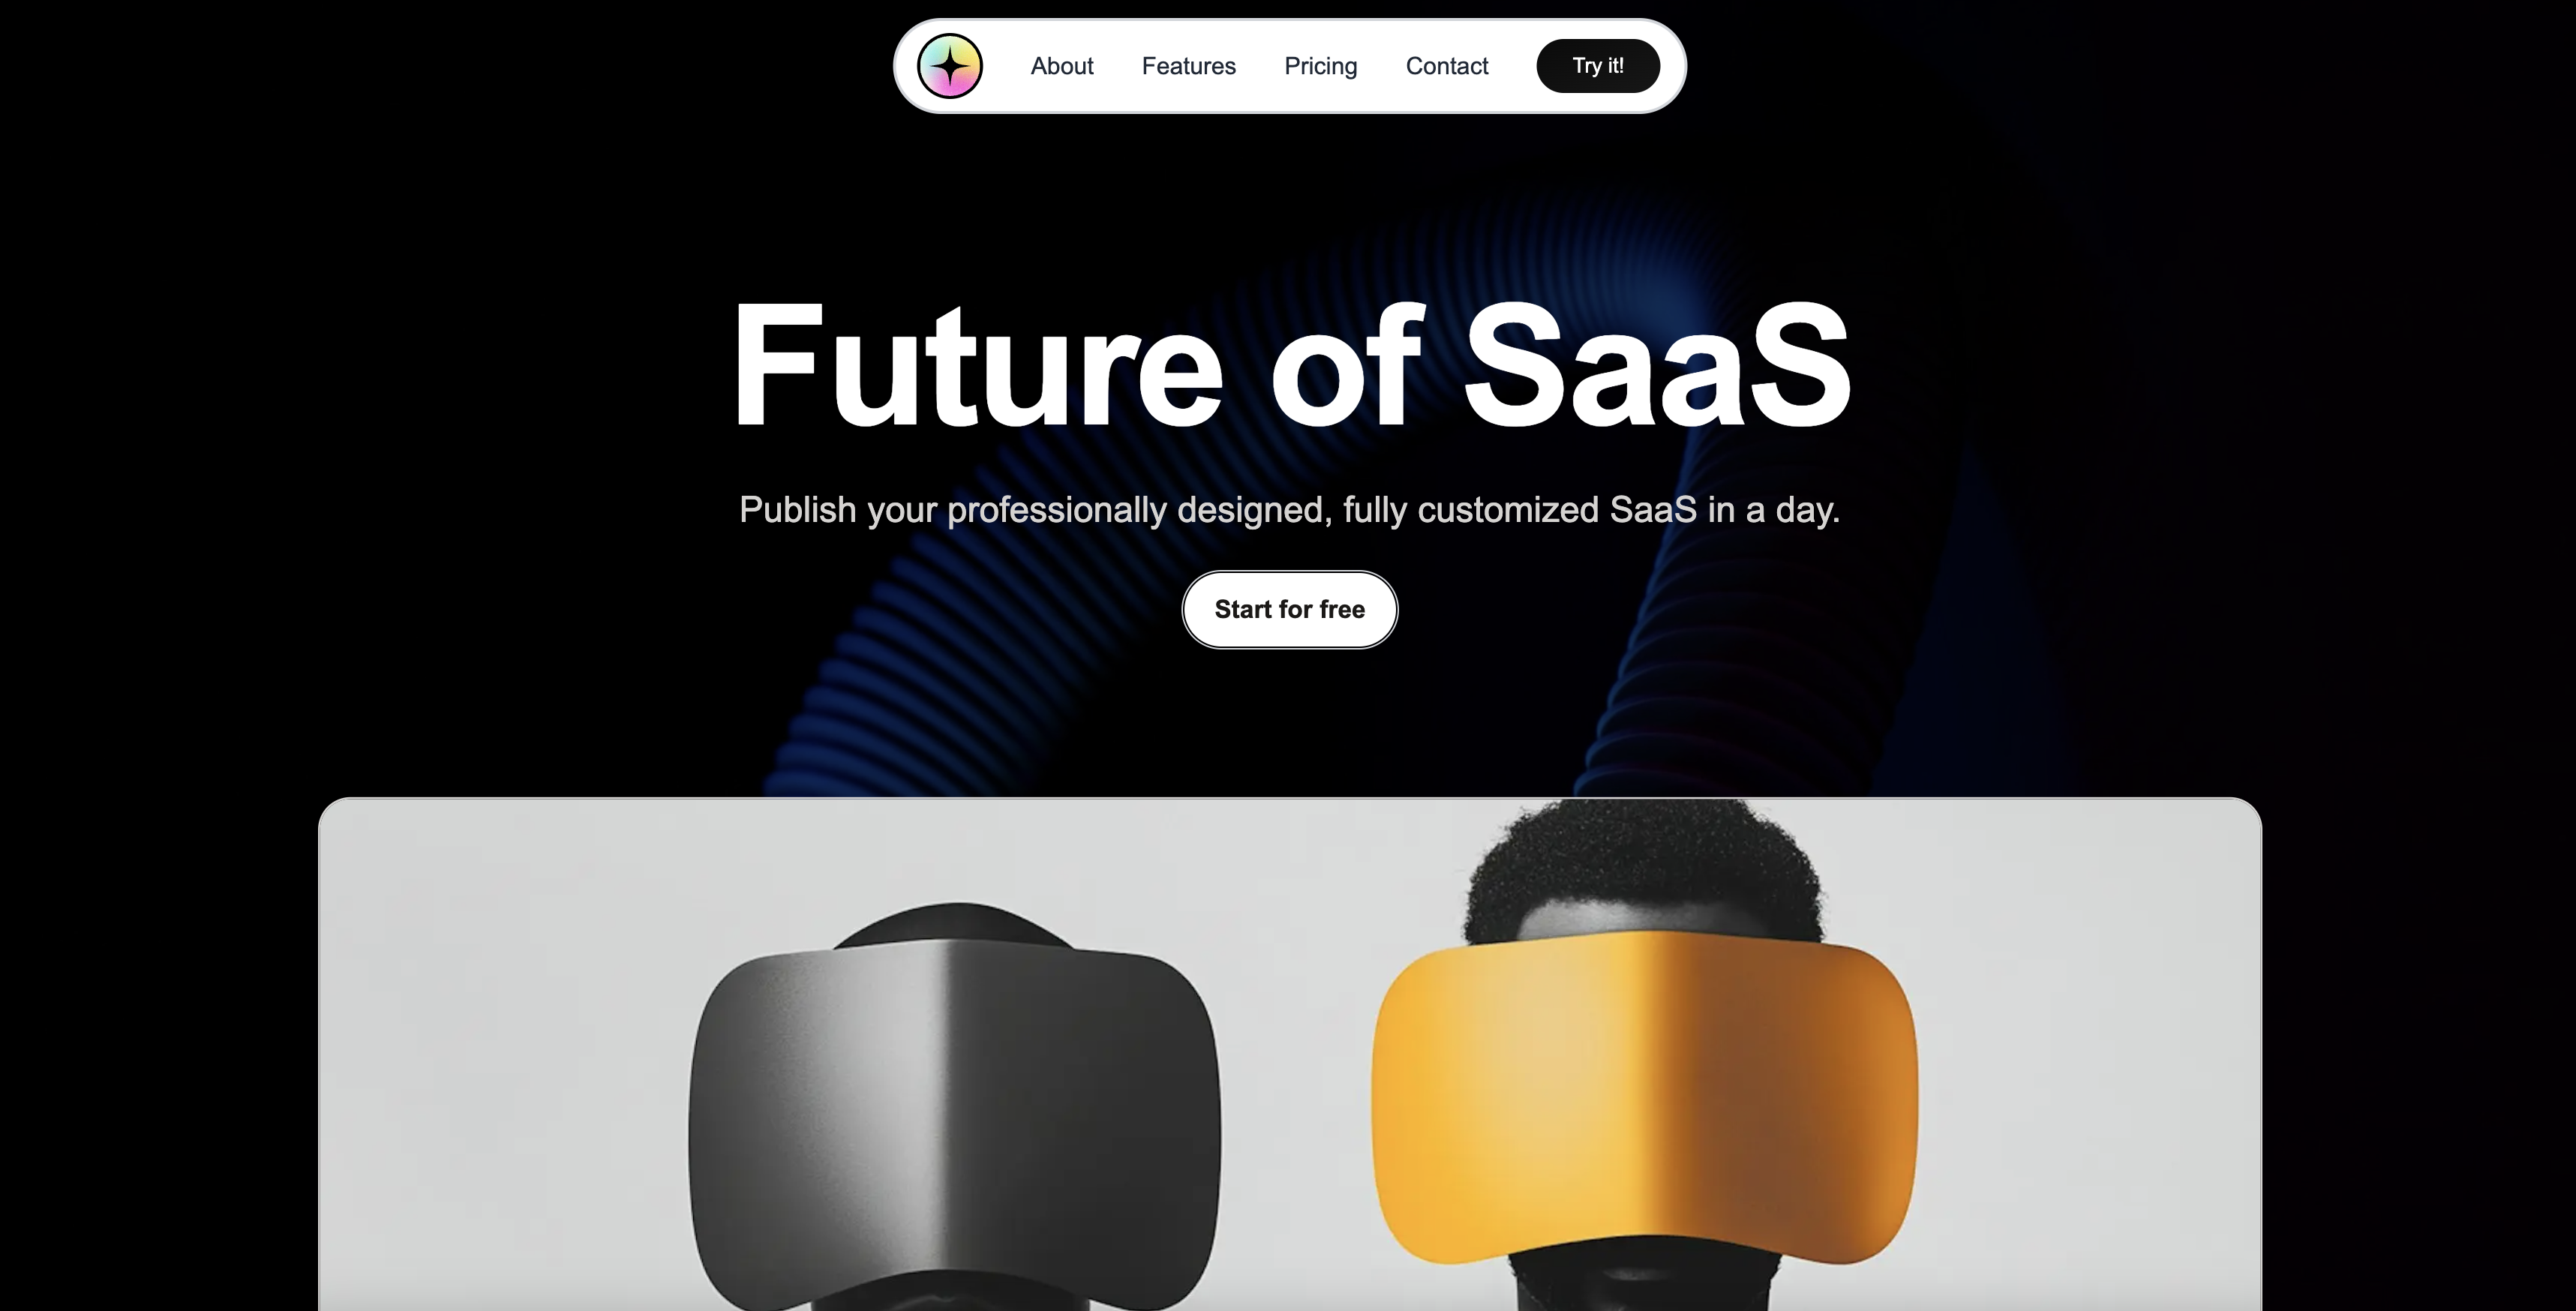 About Features Pricing Contact Try it!
Future of SaaS
Publish your professionally designed, fully customized SaaS in a day.
Start for free